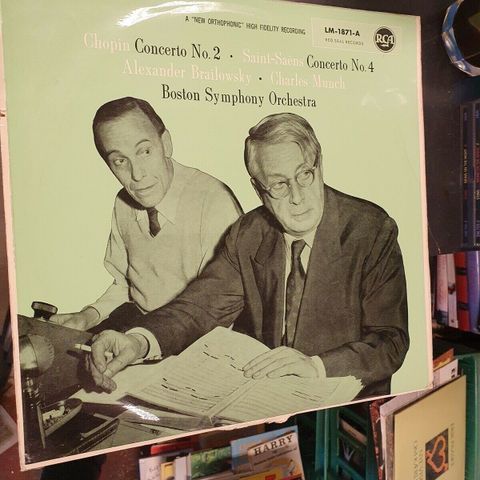 A "NEW ORTHOPHONIC" HIGH FIDELITY RECORDING
LM-1871-A
RED SEAL RECORDS
RCA
Chopin Concerto No. 2 • Saint-Saëns Concerto No. 4
Alexander Brailowsky • Charles Munch
Boston Symphony Orchestra
HARRY